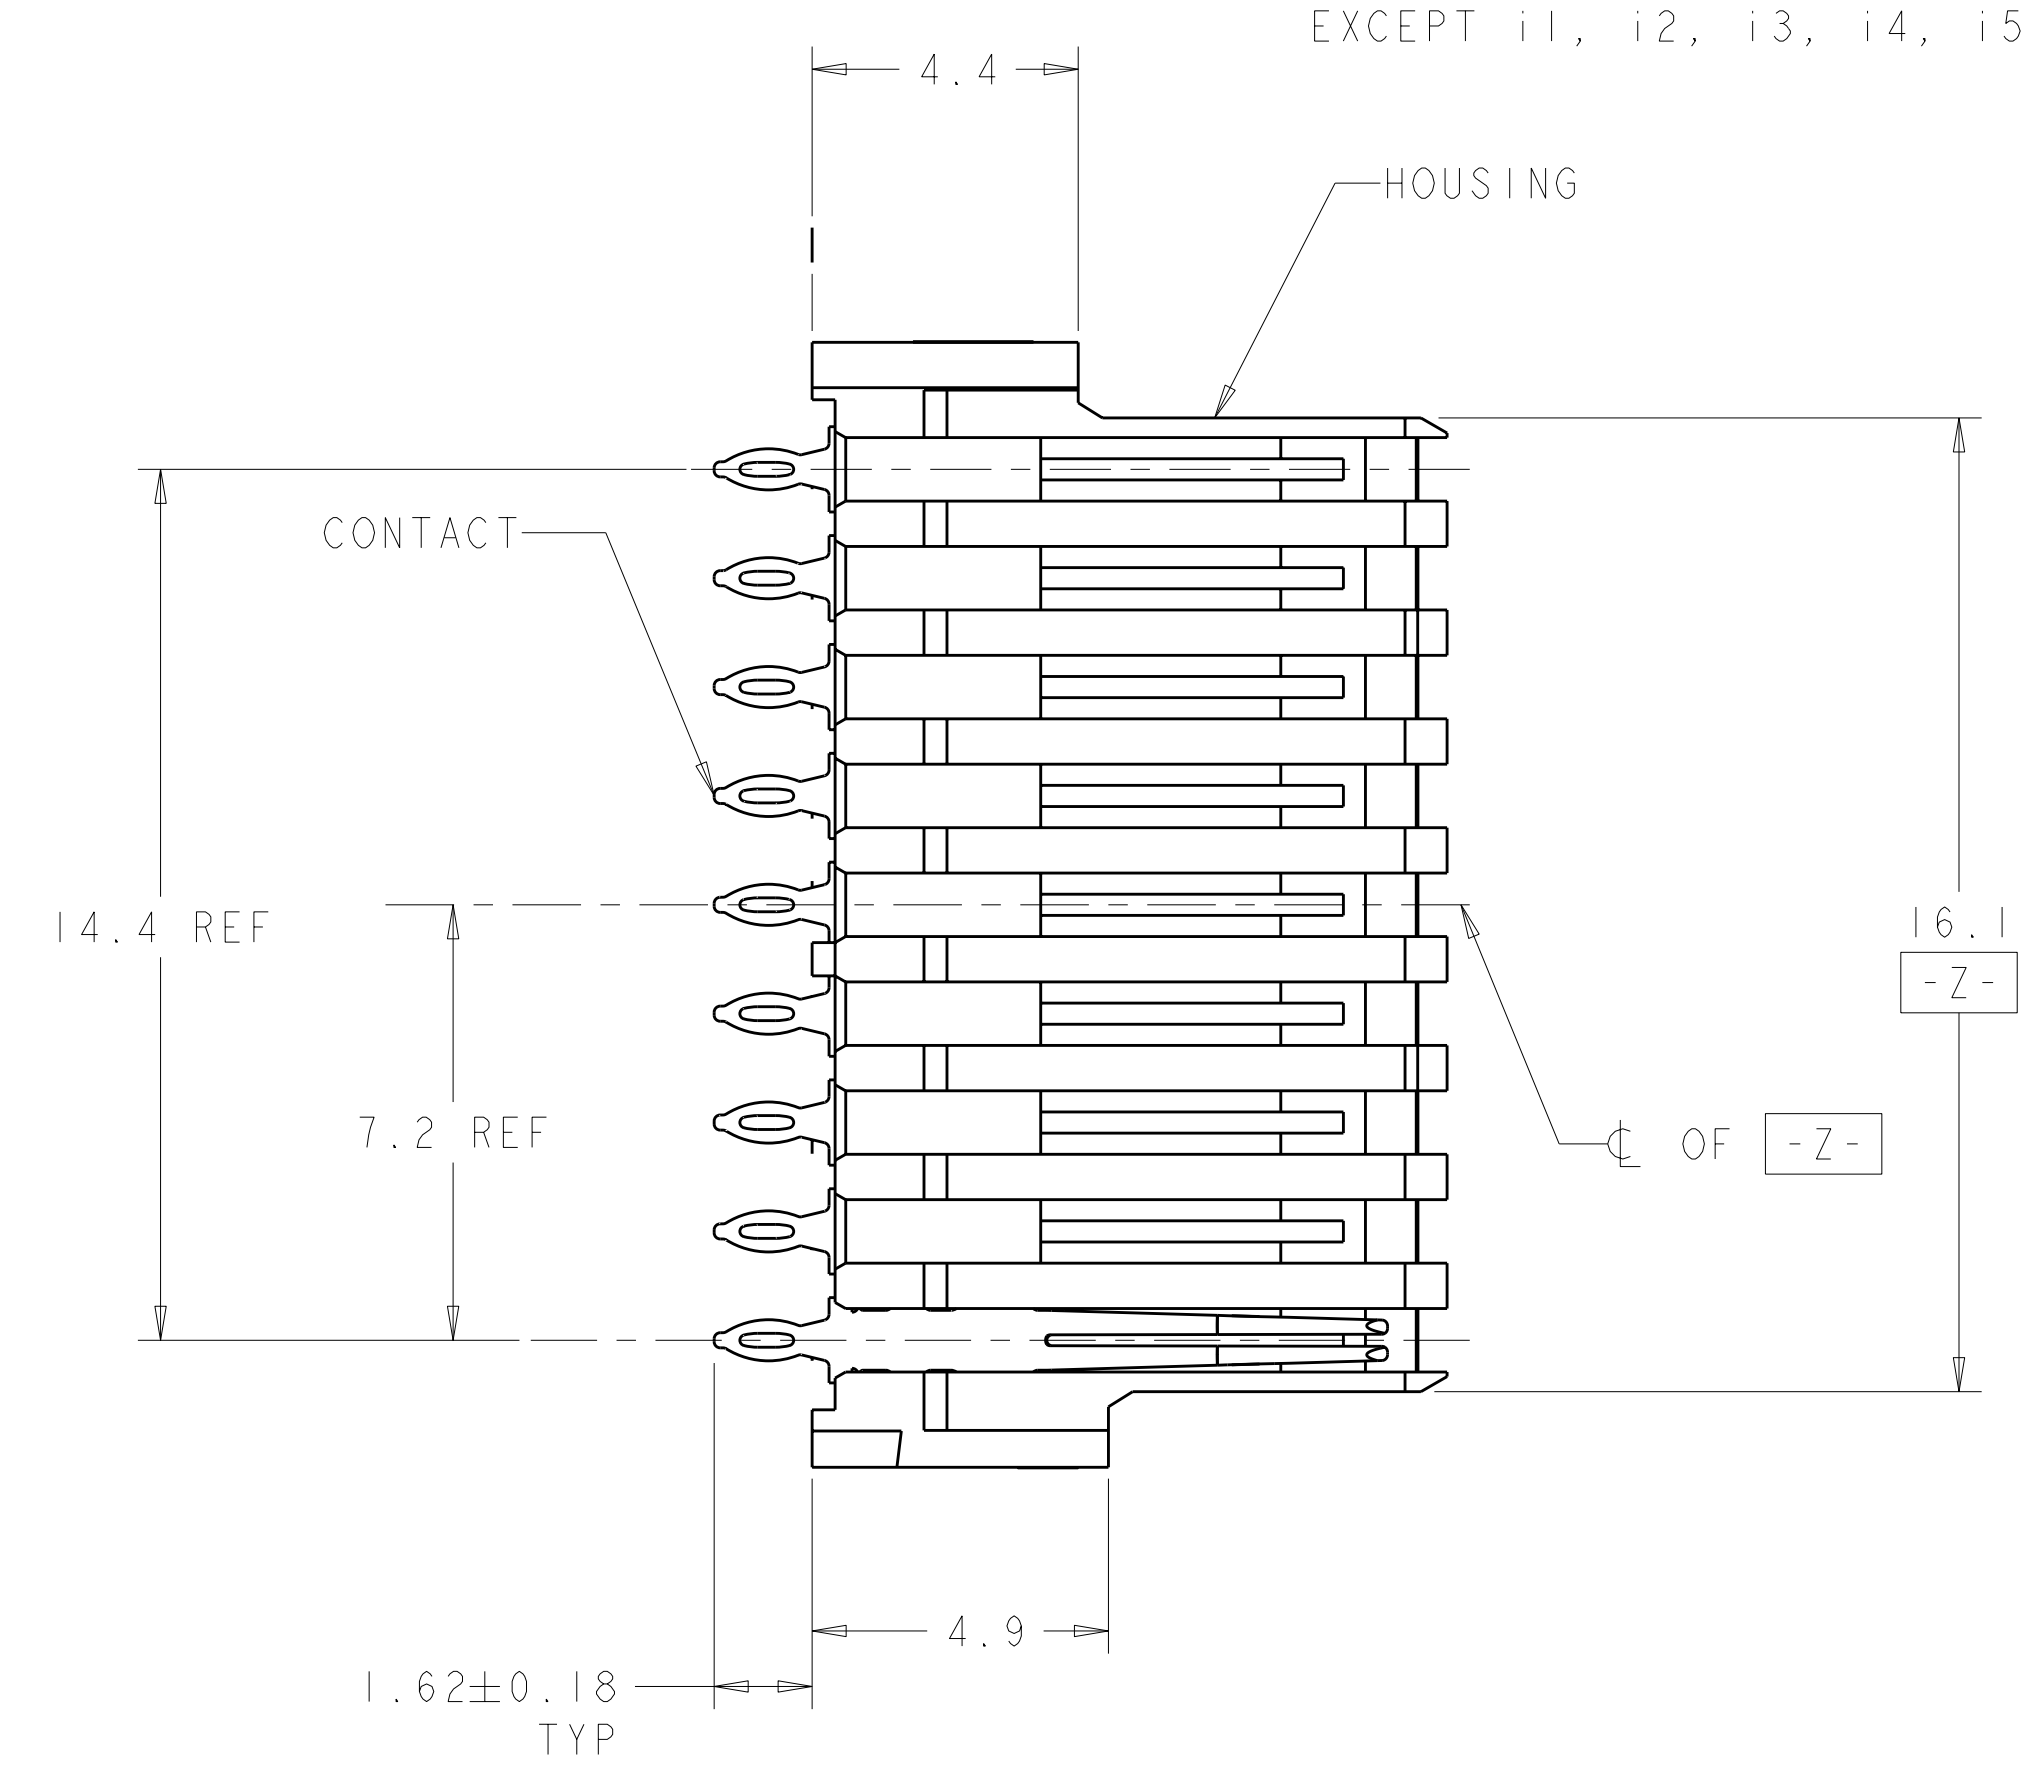 EXCEPT i1, i2, i3, i4, i5
4.4
HOUSING
CONTACT
14.4 REF
16.1
-Z-
7.2 REF
℄ OF -Z-
4.9
1.62±0.18
TYP